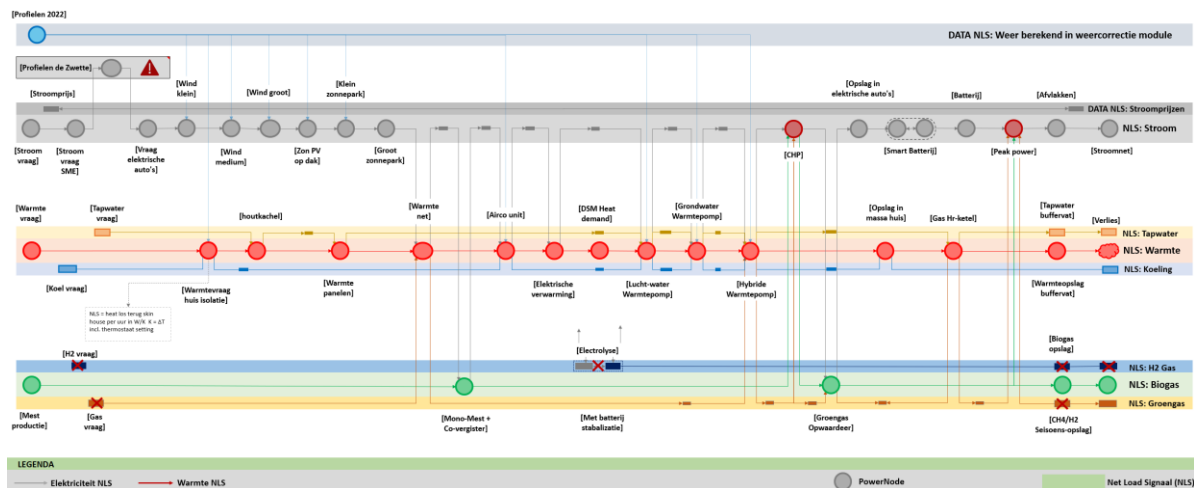 [Profielen 2022]
DATA NLS: Weer berekend in weercorrectie module
[Profielen de Zwette]
[Wind
klein]
[Wind groot]
[Klein
zonnepark]
[Opslag in
elektrische auto's]
[Batterij]
[Afvlakken]
[Stroomprijs]
DATA NLS: Stroomprijzen
NLS: Stroom
[Stroom
vraag]
[Stroom
vraag
SME]
[Vraag
elektrische
auto's]
[Wind
medium]
[Zon PV
op dak]
[Groot
zonnepark]
[CHP]
[Smart Batterij]
[Peak power]
[Stroomnet]
[Warmte
vraag]
[Tapwater
vraag]
[houtkachel]
[Warmte
net]
[Airco unit]
[DSM Heat
demand]
[Grondwater
Warmtepomp]
[Opslag in
massa huis]
[Gas Hr-ketel]
[Tapwater
buffervat]
[Verlies]
NLS: Tapwater
NLS: Warmte
NLS: Koeling
[Koel vraag]
[Warmtevraag
huis isolatie]
[Warmte
panelen]
[Elektrische
verwarming]
[Lucht-water
Warmtepomp]
[Hybride
Warmtepomp]
[Warmteopslag
buffervat]
NLS = heat los terug skin
house per uur in W/K K = ΔT
incl. thermostaat setting
[H2 vraag]
[Electrolyse]
[Biogas
opslag]
NLS: H2 Gas
NLS: Biogas
NLS: Groengas
[Mest
productie]
[Gas
vraag]
[Mono-Mest +
Co-vergister]
[Met batterij
stabalizatie]
[Groengas
Opwaardeer]
[CH4/H2
Seisoens-opslag]
LEGENDA
Elektriciteit NLS
Warmte NLS
PowerNode
Net Load Signaal (NLS)